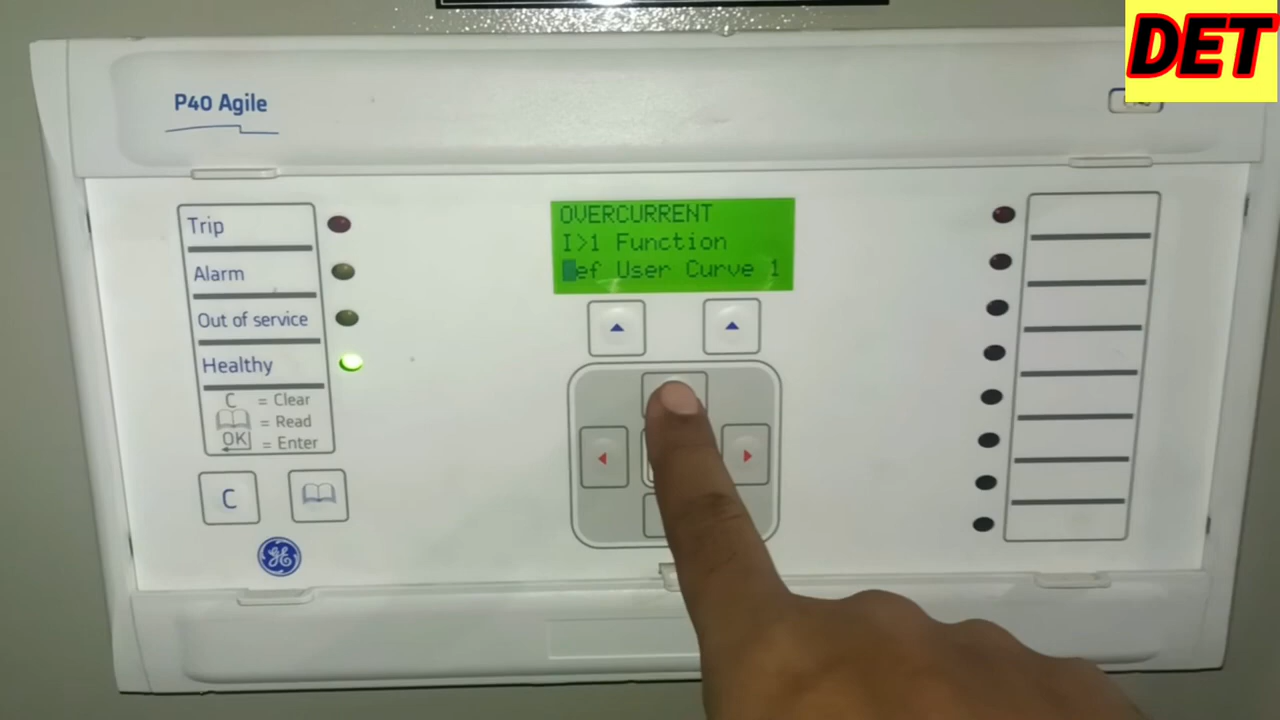 DET
P40 Agile
Trip
Alarm
Out of service
Healthy
C = Clear
= Read
OK = Enter
C
OVERCURRENT
I>1 Function
ef User Curve 1